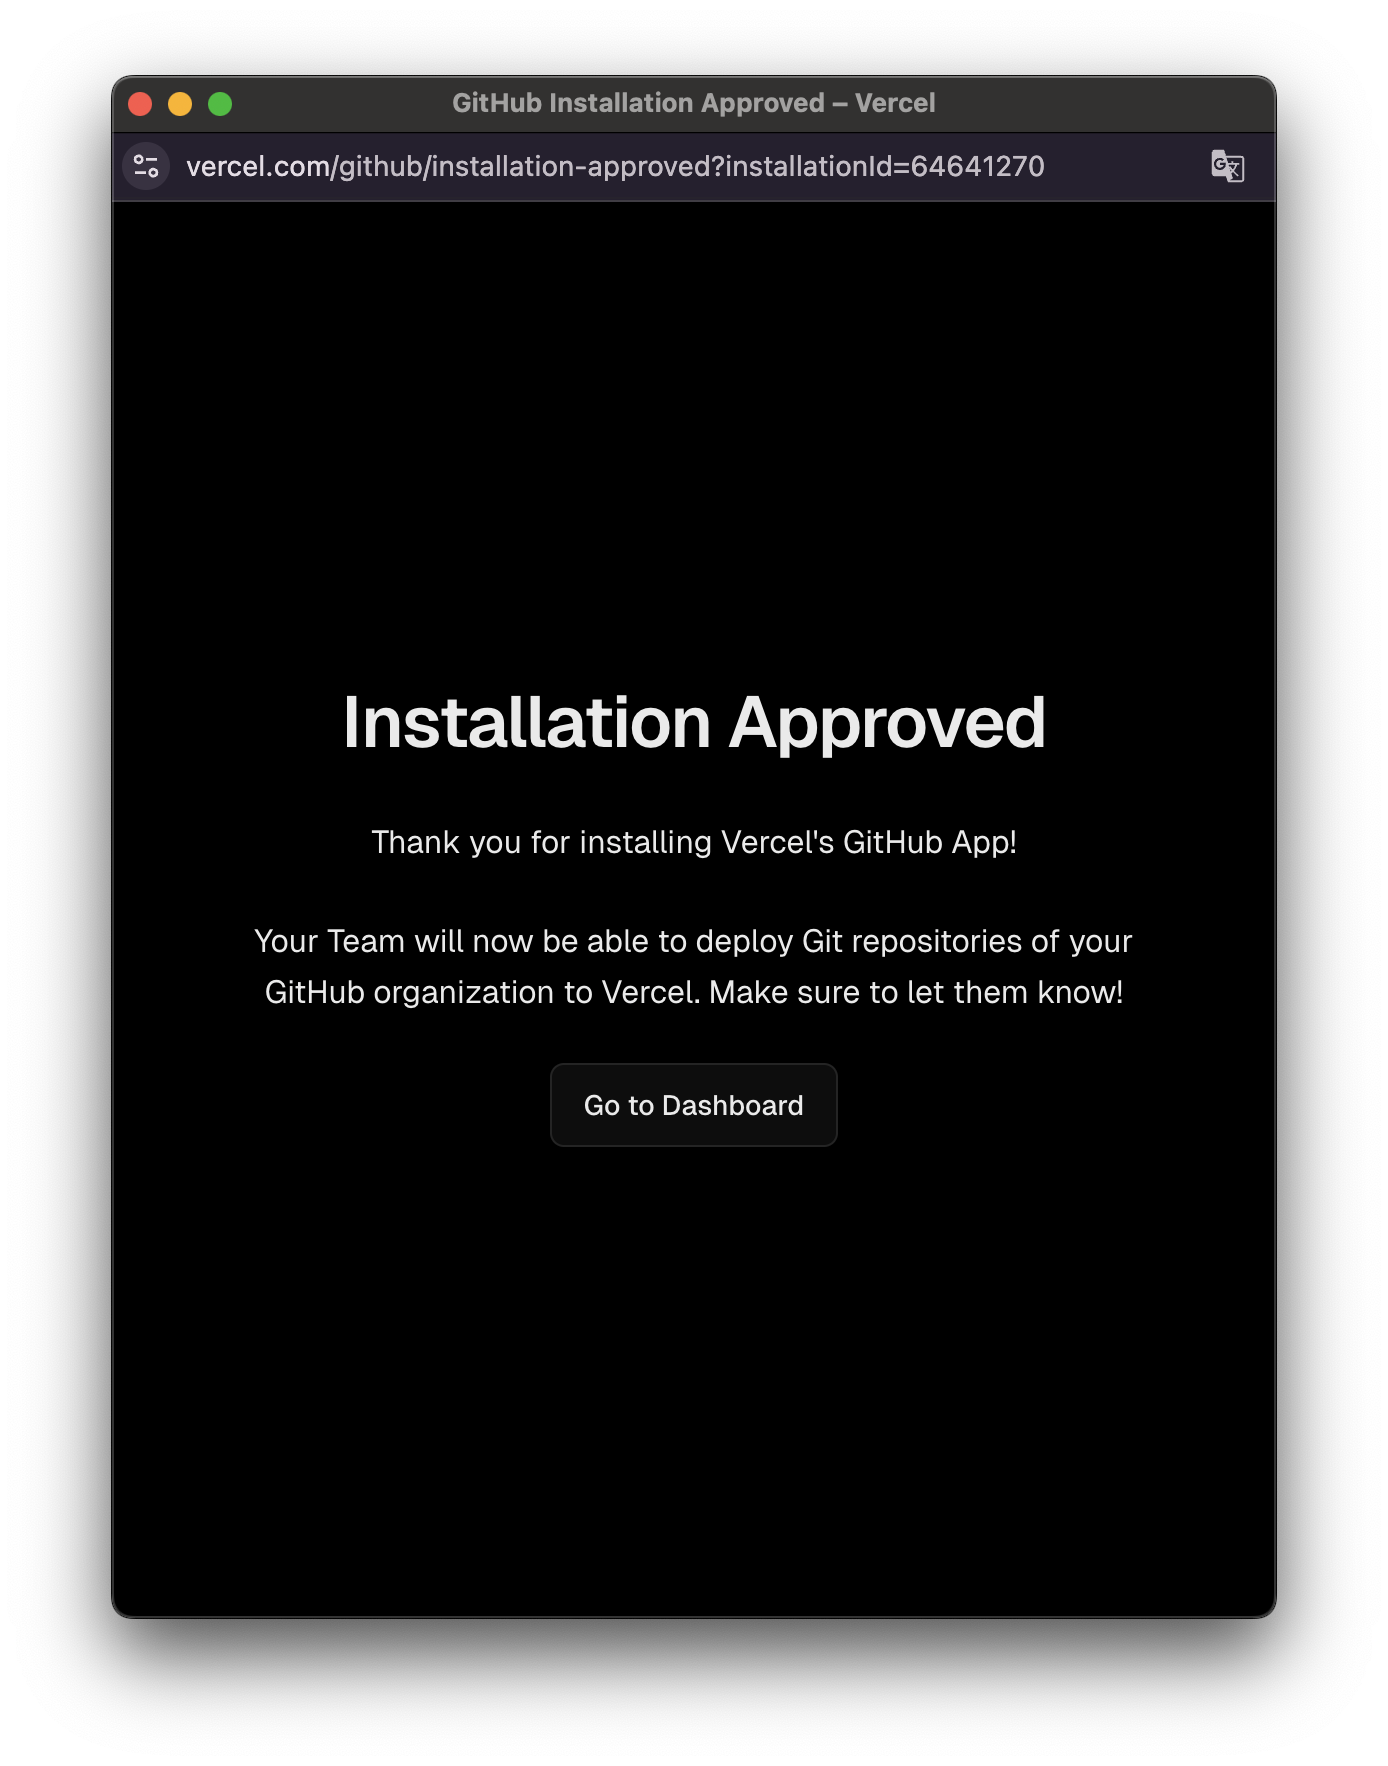 GitHub Installation Approved – Vercel
vercel.com/github/installation-approved?installationId=64641270
Installation Approved
Thank you for installing Vercel's GitHub App!
Your Team will now be able to deploy Git repositories of your
GitHub organization to Vercel. Make sure to let them know!
Go to Dashboard